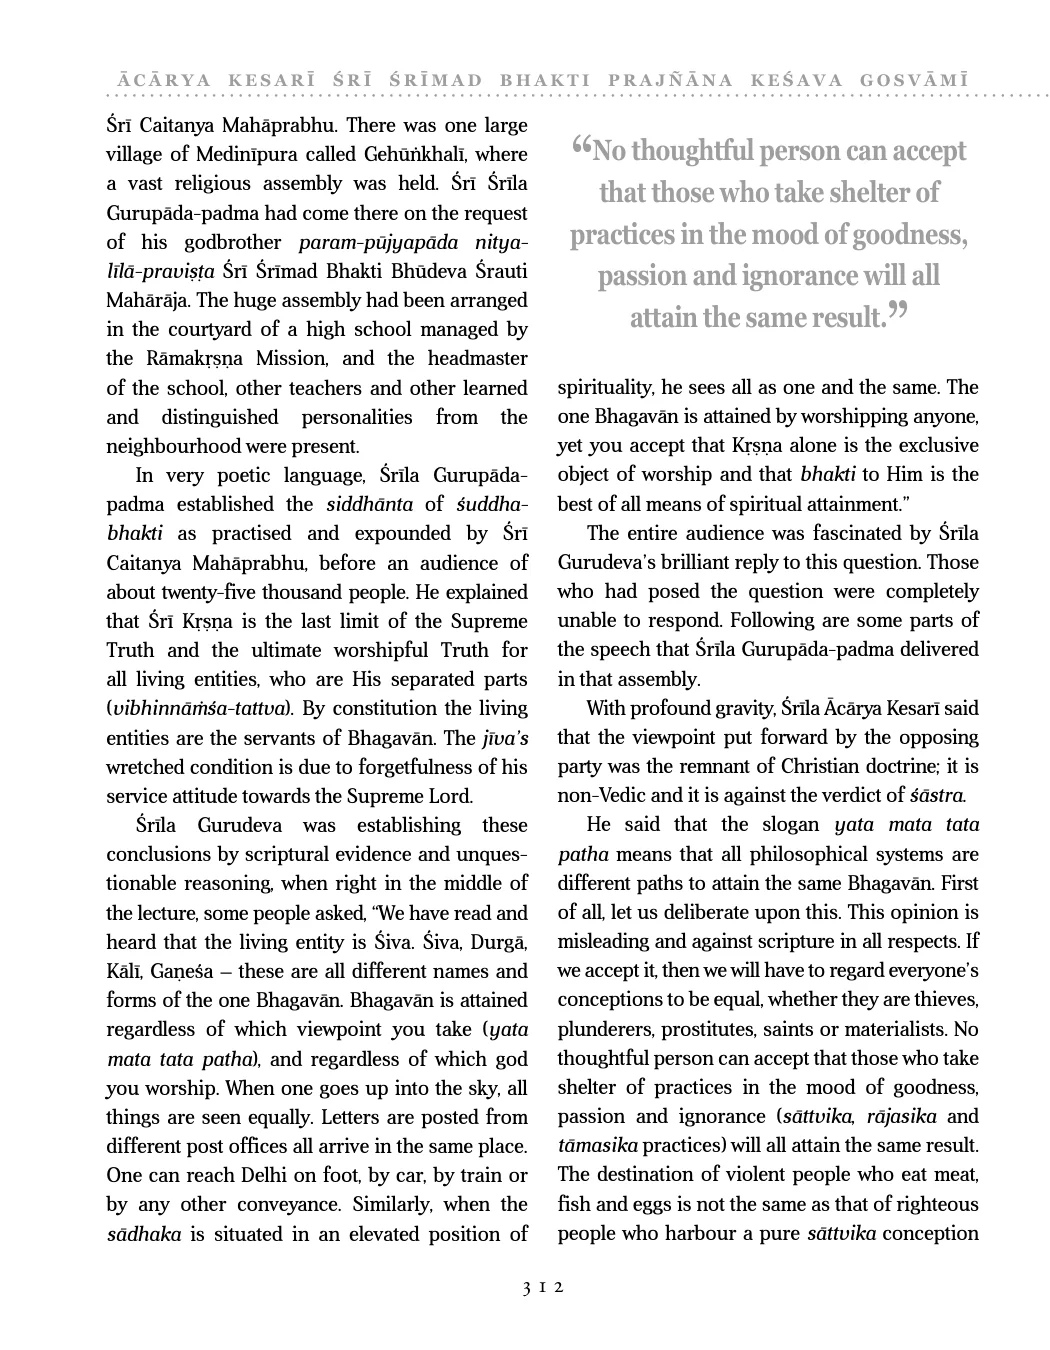 ĀCĀRYA KESARĪ ŚRĪ ŚRĪMAD BHAKTI PRAJÑĀNA KEŚAVA GOSVĀMĪ
Śrī Caitanya Mahāprabhu. There was one large
village of Medinīpura called Gehūṅkhalī, where
a vast religious assembly was held. Śrī Śrīla
Gurupāda-padma had come there on the request
of his godbrother param-pūjyapāda nitya-
līlā-praviṣṭa Śrī Śrīmad Bhakti Bhūdeva Śrauti
Mahārāja. The huge assembly had been arranged
in the courtyard of a high school managed by
the Rāmakṛṣṇa Mission, and the headmaster
of the school, other teachers and other learned
and distinguished personalities from the
neighbourhood were present.
In very poetic language, Śrīla Gurupāda-
padma established the siddhānta of śuddha-
bhakti as practised and expounded by Śrī
Caitanya Mahāprabhu, before an audience of
about twenty-five thousand people. He explained
that Śrī Kṛṣṇa is the last limit of the Supreme
Truth and the ultimate worshipful Truth for
all living entities, who are His separated parts
(vibhinnāṁśa-tattva). By constitution the living
entities are the servants of Bhagavān. The jīva’s
wretched condition is due to forgetfulness of his
service attitude towards the Supreme Lord.
Śrīla Gurudeva was establishing these
conclusions by scriptural evidence and unques-
tionable reasoning, when right in the middle of
the lecture, some people asked, “We have read and
heard that the living entity is Śiva. Śiva, Durgā,
Kālī, Gaṇeśa – these are all different names and
forms of the one Bhagavān. Bhagavān is attained
regardless of which viewpoint you take (yata
mata tata patha), and regardless of which god
you worship. When one goes up into the sky, all
things are seen equally. Letters are posted from
different post offices all arrive in the same place.
One can reach Delhi on foot, by car, by train or
by any other conveyance. Similarly, when the
sādhaka is situated in an elevated position of
“No thoughtful person can accept
that those who take shelter of
practices in the mood of goodness,
passion and ignorance will all
attain the same result.”
spirituality, he sees all as one and the same. The
one Bhagavān is attained by worshipping anyone,
yet you accept that Kṛṣṇa alone is the exclusive
object of worship and that bhakti to Him is the
best of all means of spiritual attainment.”
The entire audience was fascinated by Śrīla
Gurudeva’s brilliant reply to this question. Those
who had posed the question were completely
unable to respond. Following are some parts of
the speech that Śrīla Gurupāda-padma delivered
in that assembly.
With profound gravity, Śrīla Ācārya Kesarī said
that the viewpoint put forward by the opposing
party was the remnant of Christian doctrine; it is
non-Vedic and it is against the verdict of śāstra.
He said that the slogan yata mata tata
patha means that all philosophical systems are
different paths to attain the same Bhagavān. First
of all, let us deliberate upon this. This opinion is
misleading and against scripture in all respects. If
we accept it, then we will have to regard everyone’s
conceptions to be equal, whether they are thieves,
plunderers, prostitutes, saints or materialists. No
thoughtful person can accept that those who take
shelter of practices in the mood of goodness,
passion and ignorance (sāttvika, rājasika and
tāmasika practices) will all attain the same result.
The destination of violent people who eat meat,
fish and eggs is not the same as that of righteous
people who harbour a pure sāttvika conception
312